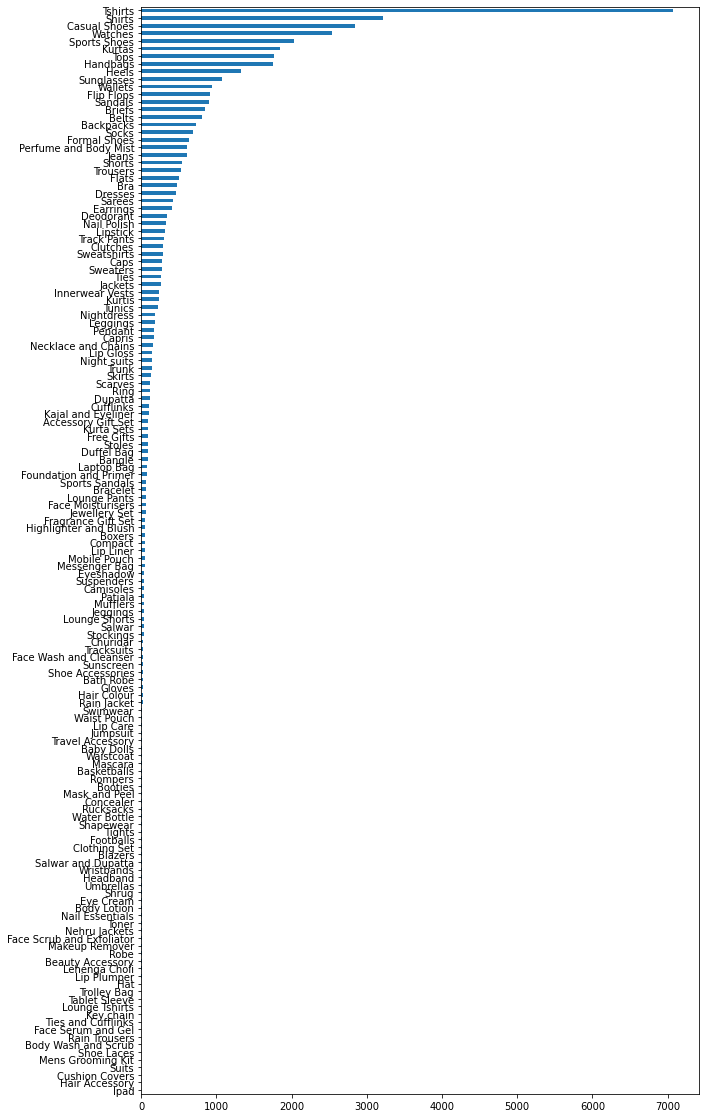 Tshirts
Shirts
Casual Shoes
Watches
Sports Shoes
Kurtas
Tops
Handbags
Heels
Sunglasses
Wallets
Flip Flops
Sandals
Briefs
Belts
Backpacks
Socks
Formal Shoes
Perfume and Body Mist
Jeans
Shorts
Trousers
Flats
Bra
Dresses
Sarees
Earrings
Deodorant
Nail Polish
Lipstick
Track Pants
Clutches
Sweatshirts
Caps
Sweaters
Ties
Jackets
Innerwear Vests
Kurtis
Tunics
Nightdress
Leggings
Pendant
Capris
Necklace and Chains
Lip Gloss
Night suits
Trunk
Skirts
Scarves
Ring
Dupatta
Cufflinks
Kajal and Eyeliner
Accessory Gift Set
Kurta Sets
Free Gifts
Stoles
Duffel Bag
Bangle
Laptop Bag
Foundation and Primer
Sports Sandals
Bracelet
Lounge Pants
Face Moisturisers
Jewellery Set
Fragrance Gift Set
Highlighter and Blush
Boxers
Compact
Lip Liner
Mobile Pouch
Messenger Bag
Eyeshadow
Suspenders
Camisoles
Patiala
Mufflers
Jeggings
Lounge Shorts
Salwar
Stockings
Churidar
Tracksuits
Face Wash and Cleanser
Sunscreen
Shoe Accessories
Bath Robe
Gloves
Hair Colour
Rain Jacket
Swimwear
Waist Pouch
Lip Care
Jumpsuit
Travel Accessory
Baby Dolls
Waistcoat
Mascara
Basketballs
Rompers
Booties
Mask and Peel
Concealer
Rucksacks
Water Bottle
Shapewear
Tights
Footballs
Clothing Set
Blazers
Salwar and Dupatta
Wristbands
Headband
Umbrellas
Shrug
Eye Cream
Body Lotion
Nail Essentials
Toner
Nehru Jackets
Face Scrub and Exfoliator
Makeup Remover
Robe
Beauty Accessory
Lehenga Choli
Lip Plumper
Hat
Trolley Bag
Tablet Sleeve
Lounge Tshirts
Key chain
Ties and Cufflinks
Face Serum and Gel
Rain Trousers
Body Wash and Scrub
Shoe Laces
Mens Grooming Kit
Suits
Cushion Covers
Hair Accessory
Ipad
0 1000 2000 3000 4000 5000 6000 7000